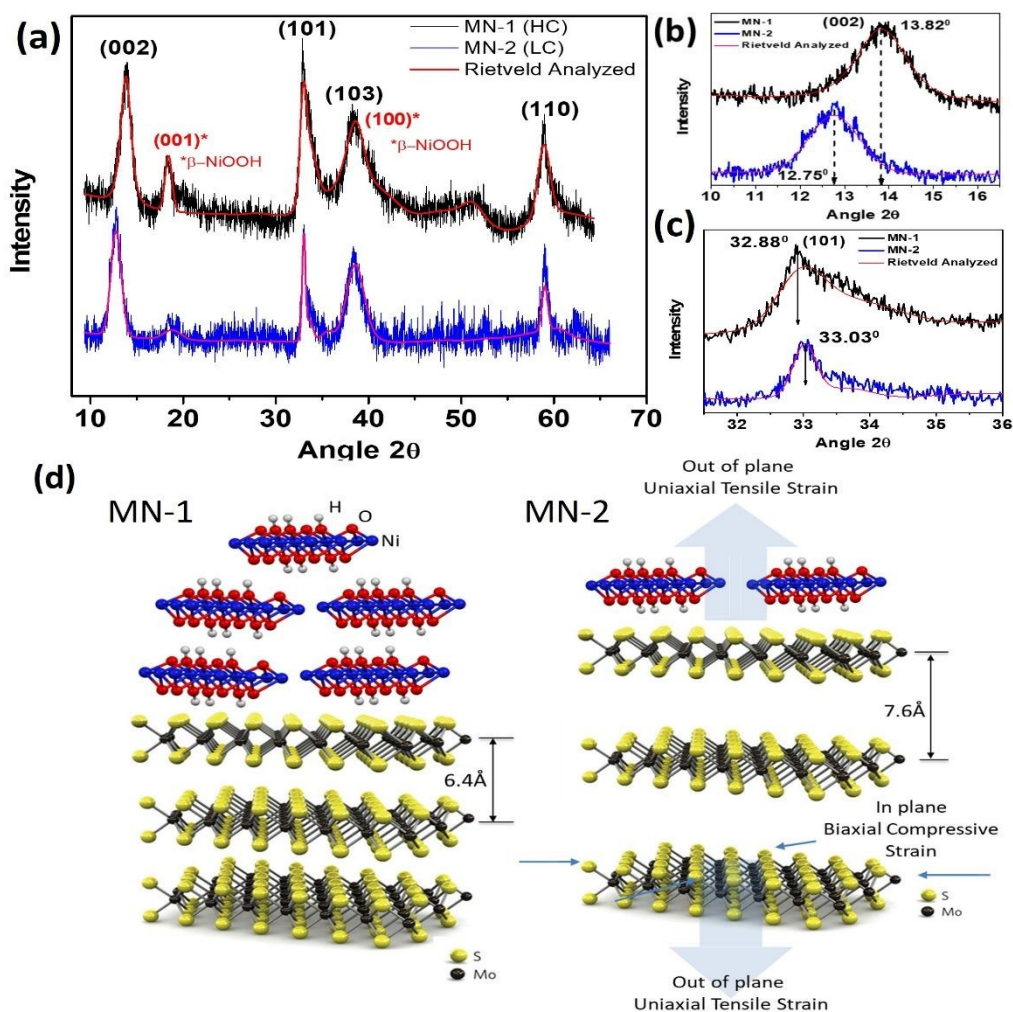 (a)
(002)
(101)
MN-1 (HC)
MN-2 (LC)
Rietveld Analyzed
(001)*
*β–NiOOH
(103)
(100)*
*β–NiOOH
(110)
Intensity
10 20 30 40 50 60 70
Angle 2θ
(b)
MN-1
MN-2
Rietveld Analyzed
(002)
13.82⁰
12.75⁰
Intensity
10 11 12 13 14 15 16
Angle 2θ
(c)
32.88⁰ (101)
MN-1
MN-2
Rietveld Analyzed
33.03⁰
Intensity
32 33 34 35 36
Angle 2θ
(d)
MN-1
H
O
Ni
6.4Å
S
Mo
Out of plane
Uniaxial Tensile Strain
MN-2
7.6Å
In plane
Biaxial Compressive
Strain
S
Mo
Out of plane
Uniaxial Tensile Strain